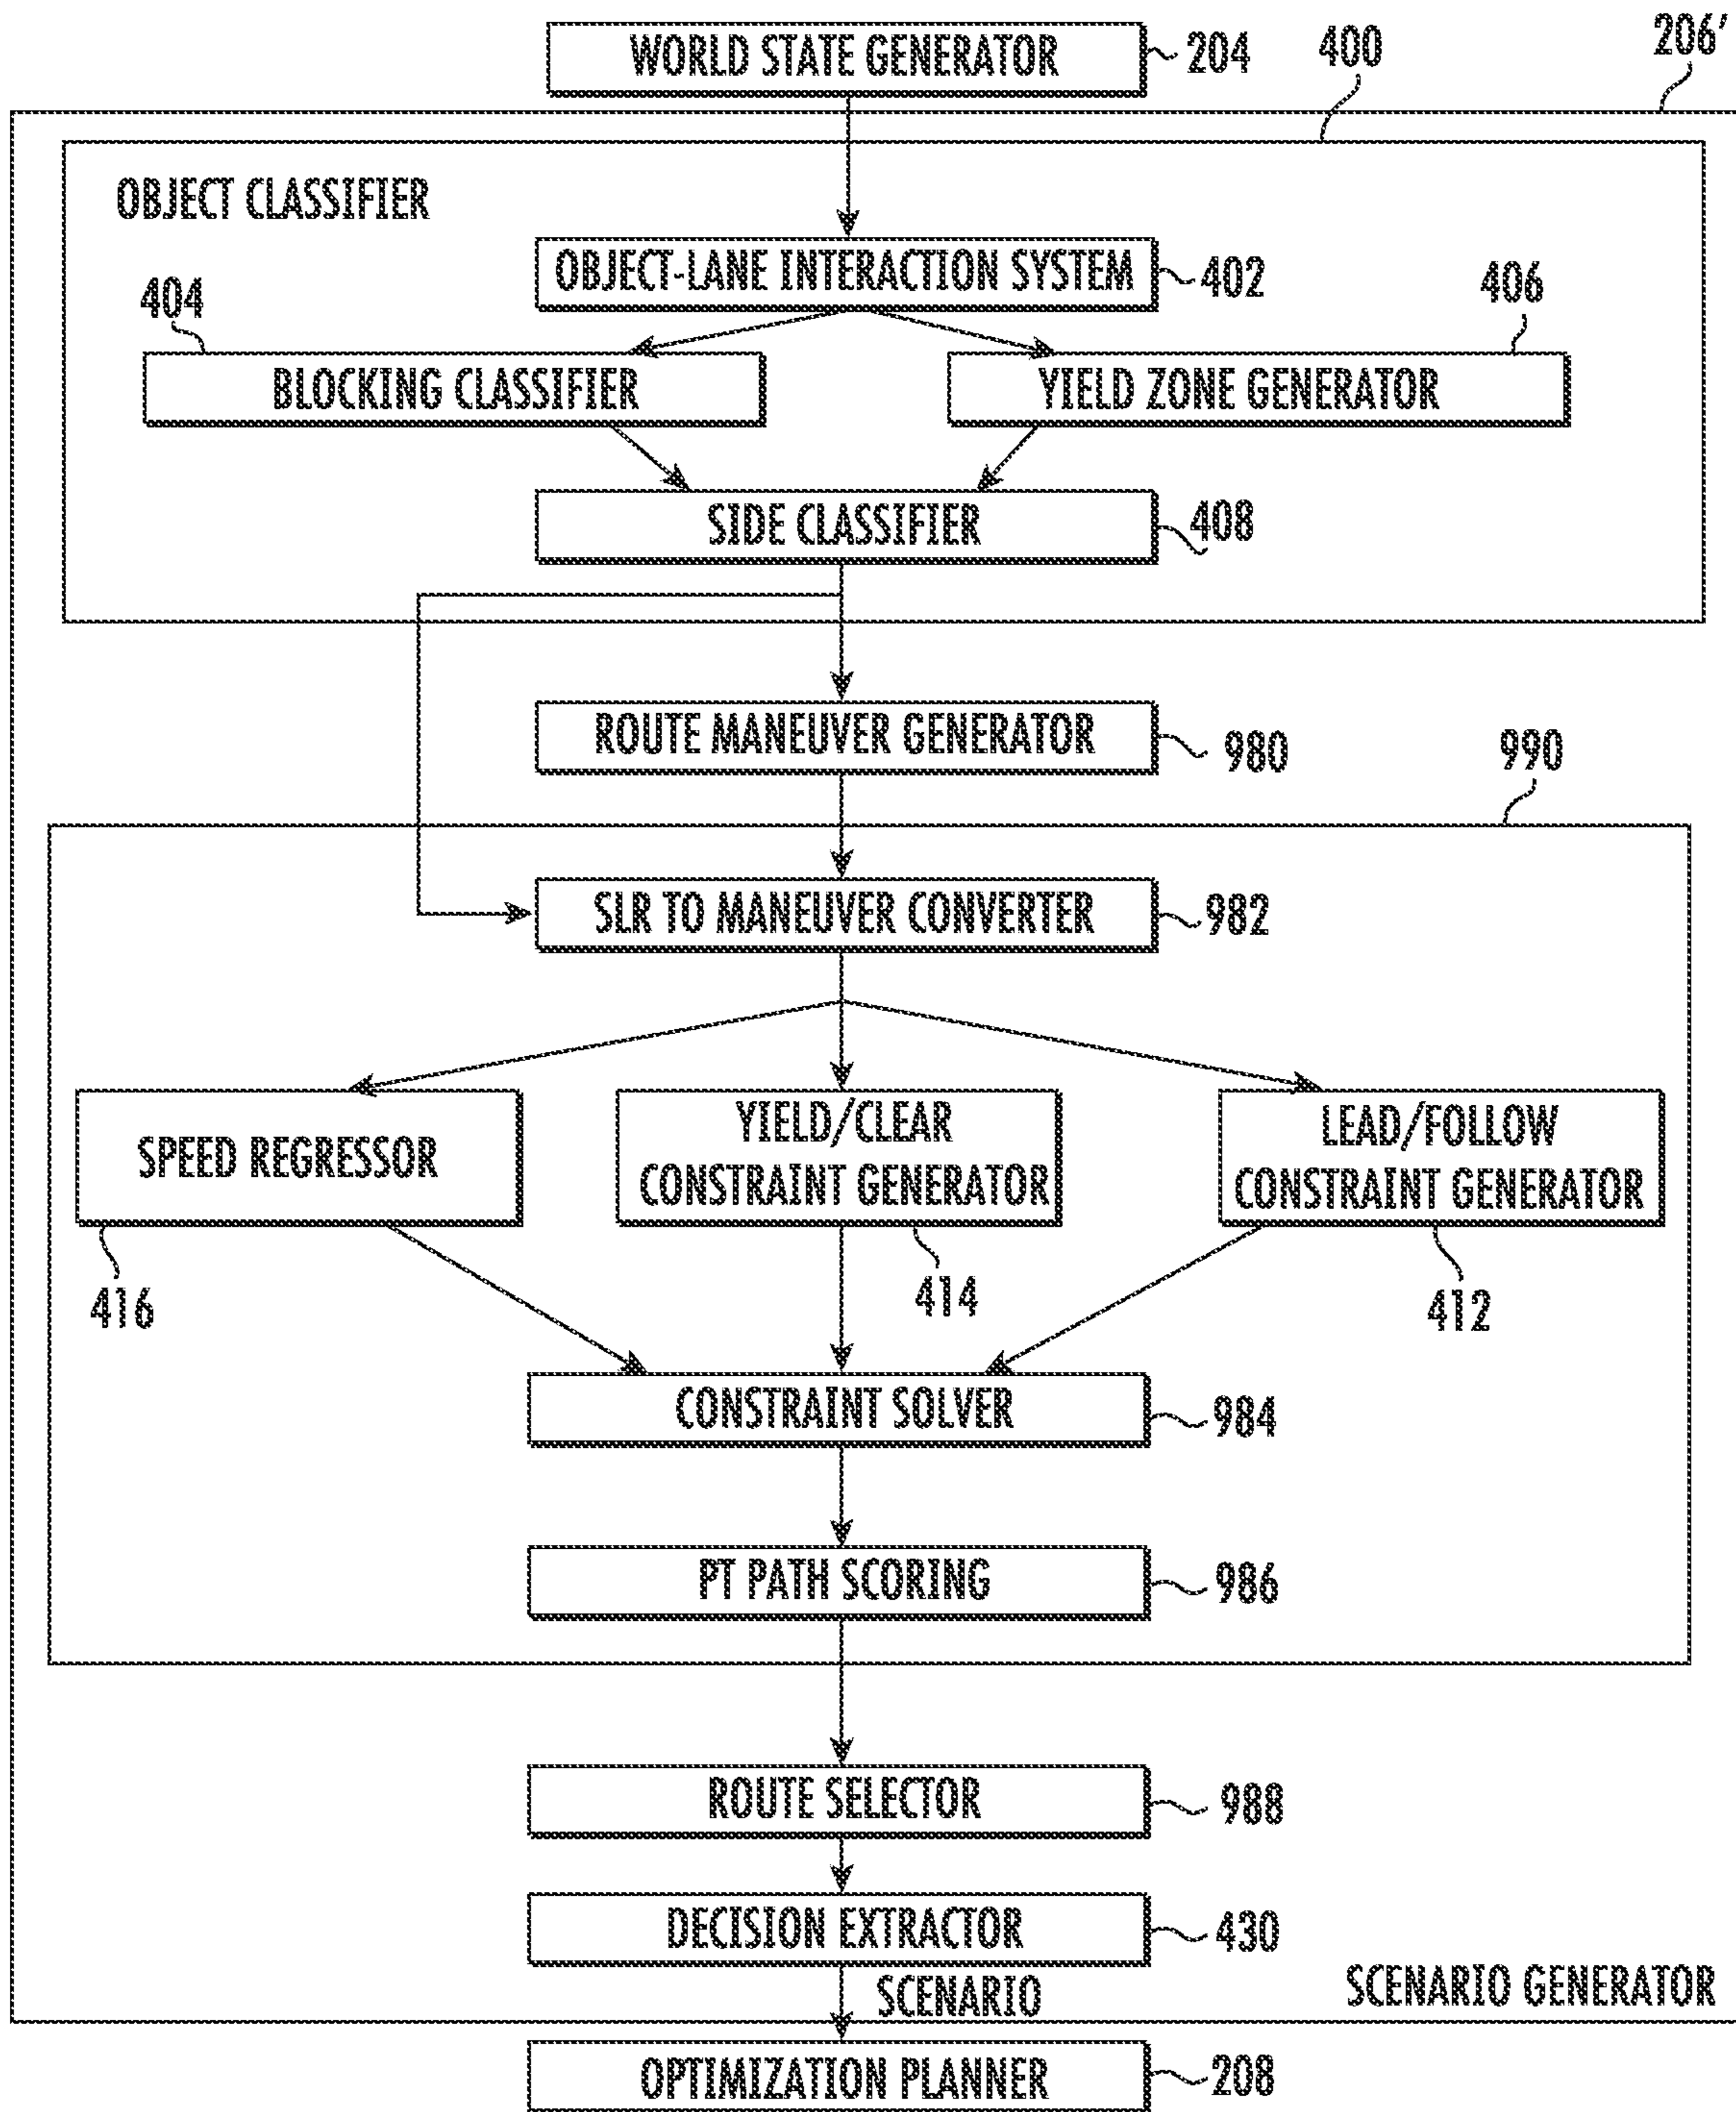 WORLD STATE GENERATOR
204
400
206'
OBJECT CLASSIFIER
OBJECT-LANE INTERACTION SYSTEM
402
404
406
BLOCKING CLASSIFIER
YIELD ZONE GENERATOR
SIDE CLASSIFIER
408
ROUTE MANEUVER GENERATOR
980
990
SLR TO MANEUVER CONVERTER
982
SPEED REGRESSOR
YIELD/CLEAR
CONSTRAINT GENERATOR
LEAD/FOLLOW
CONSTRAINT GENERATOR
416
414
412
CONSTRAINT SOLVER
984
PT PATH SCORING
986
ROUTE SELECTOR
988
DECISION EXTRACTOR
430
SCENARIO
SCENARIO GENERATOR
OPTIMIZATION PLANNER
208